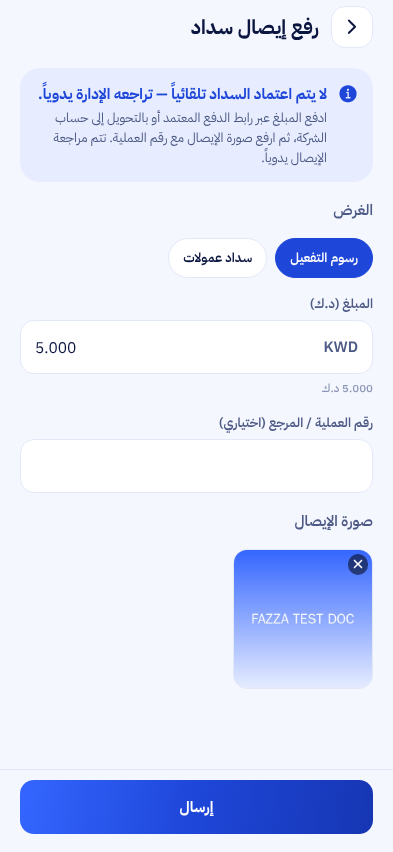 رفع إيصال سداد
لا يتم اعتماد السداد تلقائياً — تراجعه الإدارة يدوياً.
ادفع المبلغ عبر رابط الدفع المعتمد أو بالتحويل إلى حساب
الشركة، ثم ارفع صورة الإيصال مع رقم العملية. تتم مراجعة
الإيصال يدوياً.
الغرض
رسوم التفعيل
سداد عمولات
المبلغ (د.ك)
KWD
5.000
5.000 د.ك
رقم العملية / المرجع (اختياري)
صورة الإيصال
FAZZA TEST DOC
إرسال